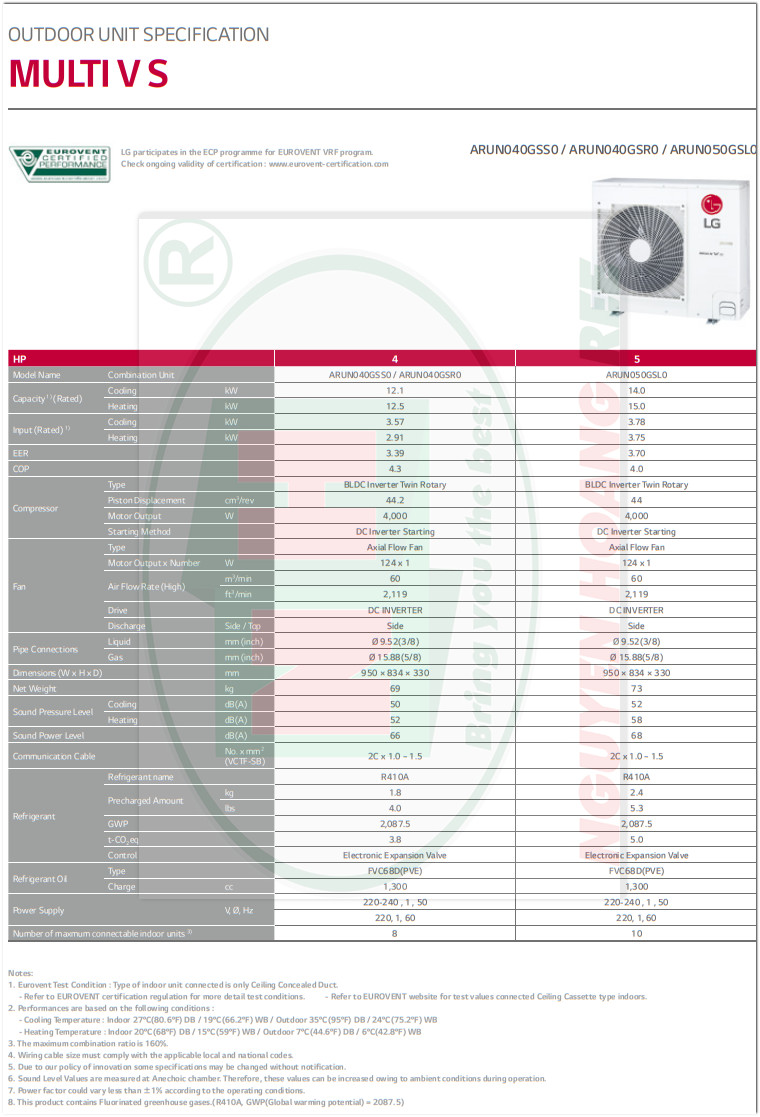 OUTDOOR UNIT SPECIFICATION
MULTI V S
EUROVENT
CERTIFIED
PERFORMANCE
www.eurovent-certification.com
LG participates in the ECP programme for EUROVENT VRF program.
Check ongoing validity of certification : www.eurovent-certification.com
ARUN040GSS0 / ARUN040GSR0 / ARUN050GSL0
LG
R
HP 4 5
Model Name Combination Unit ARUN040GSS0 / ARUN040GSR0 ARUN050GSL0
Capacity 1) (Rated) Cooling kW 12.1 14.0
Heating kW 12.5 15.0
Input (Rated) 1) Cooling kW 3.57 3.78
Heating kW 2.91 3.75
EER 3.39 3.70
COP 4.3 4.0
Compressor Type BLDC Inverter Twin Rotary BLDC Inverter Twin Rotary
Piston Displacement cm³/rev 44.2 44
Motor Output W 4,000 4,000
Starting Method DC Inverter Starting DC Inverter Starting
Fan Type Axial Flow Fan Axial Flow Fan
Motor Output x Number W 124 x 1 124 x 1
Air Flow Rate (High) m³/min 60 60
ft³/min 2,119 2,119
Drive DC INVERTER DC INVERTER
Discharge Side / Top Side Side
Pipe Connections Liquid mm (inch) Ø 9.52(3/8) Ø 9.52(3/8)
Gas mm (inch) Ø 15.88(5/8) Ø 15.88(5/8)
Dimensions (W x H x D) mm 950 × 834 × 330 950 × 834 × 330
Net Weight kg 69 73
Sound Pressure Level Cooling dB(A) 50 52
Heating dB(A) 52 58
Sound Power Level dB(A) 66 68
Communication Cable No. x mm² (VCTF-SB) 2C × 1.0 ~ 1.5 2C × 1.0 ~ 1.5
Refrigerant Refrigerant name R410A R410A
Precharged Amount kg 1.8 2.4
lbs 4.0 5.3
GWP 2,087.5 2,087.5
t-CO₂eq 3.8 5.0
Control Electronic Expansion Valve Electronic Expansion Valve
Refrigerant Oil Type FVC68D(PVE) FVC68D(PVE)
Charge cc 1,300 1,300
Power Supply V, Ø, Hz 220-240 , 1 , 50 220-240 , 1 , 50
220, 1, 60 220, 1, 60
Number of maxmum connectable indoor units 3) 8 10
Bring you the best
NGUYEN HOANG REE
Notes:
1. Eurovent Test Condition : Type of indoor unit connected is only Ceiling Concealed Duct.
- Refer to EUROVENT certification regulation for more detail test conditions. - Refer to EUROVENT website for test values connected Ceiling Cassette type indoors.
2. Performances are based on the following conditions :
- Cooling Temperature : Indoor 27°C(80.6°F) DB / 19°C(66.2°F) WB / Outdoor 35°C(95°F) DB / 24°C(75.2°F) WB
- Heating Temperature : Indoor 20°C(68°F) DB / 15°C(59°F) WB / Outdoor 7°C(44.6°F) DB / 6°C(42.8°F) WB
3. The maximum combination ratio is 160%.
4. Wiring cable size must comply with the applicable local and national codes.
5. Due to our policy of innovation some specifications may be changed without notification.
6. Sound Level Values are measured at Anechoic chamber. Therefore, these values can be increased owing to ambient conditions during operation.
7. Power factor could vary less than ±1% according to the operating conditions.
8. This product contains Fluorinated greenhouse gases.(R410A, GWP(Global warming potential) = 2087.5)